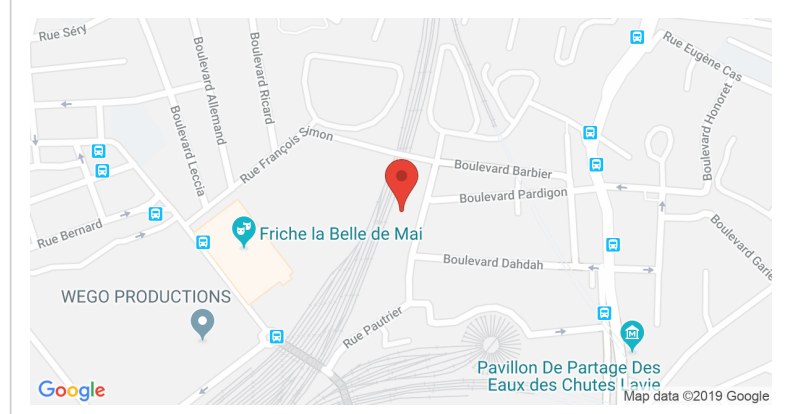 Rue Séry
Boulevard Allemand
Boulevard Ricard
Boulevard Leccia
Rue François Simon
Rue Eugène Cas
Boulevard Honoret
Boulevard Barbier
Boulevard Pardigon
Rue Bernard
Friche la Belle de Mai
Boulevard Dahdah
Boulevard Garie
WEGO PRODUCTIONS
Rue Pautrier
Pavillon De Partage Des
Eaux des Chutes Lavie
Google
Map data ©2019 Google